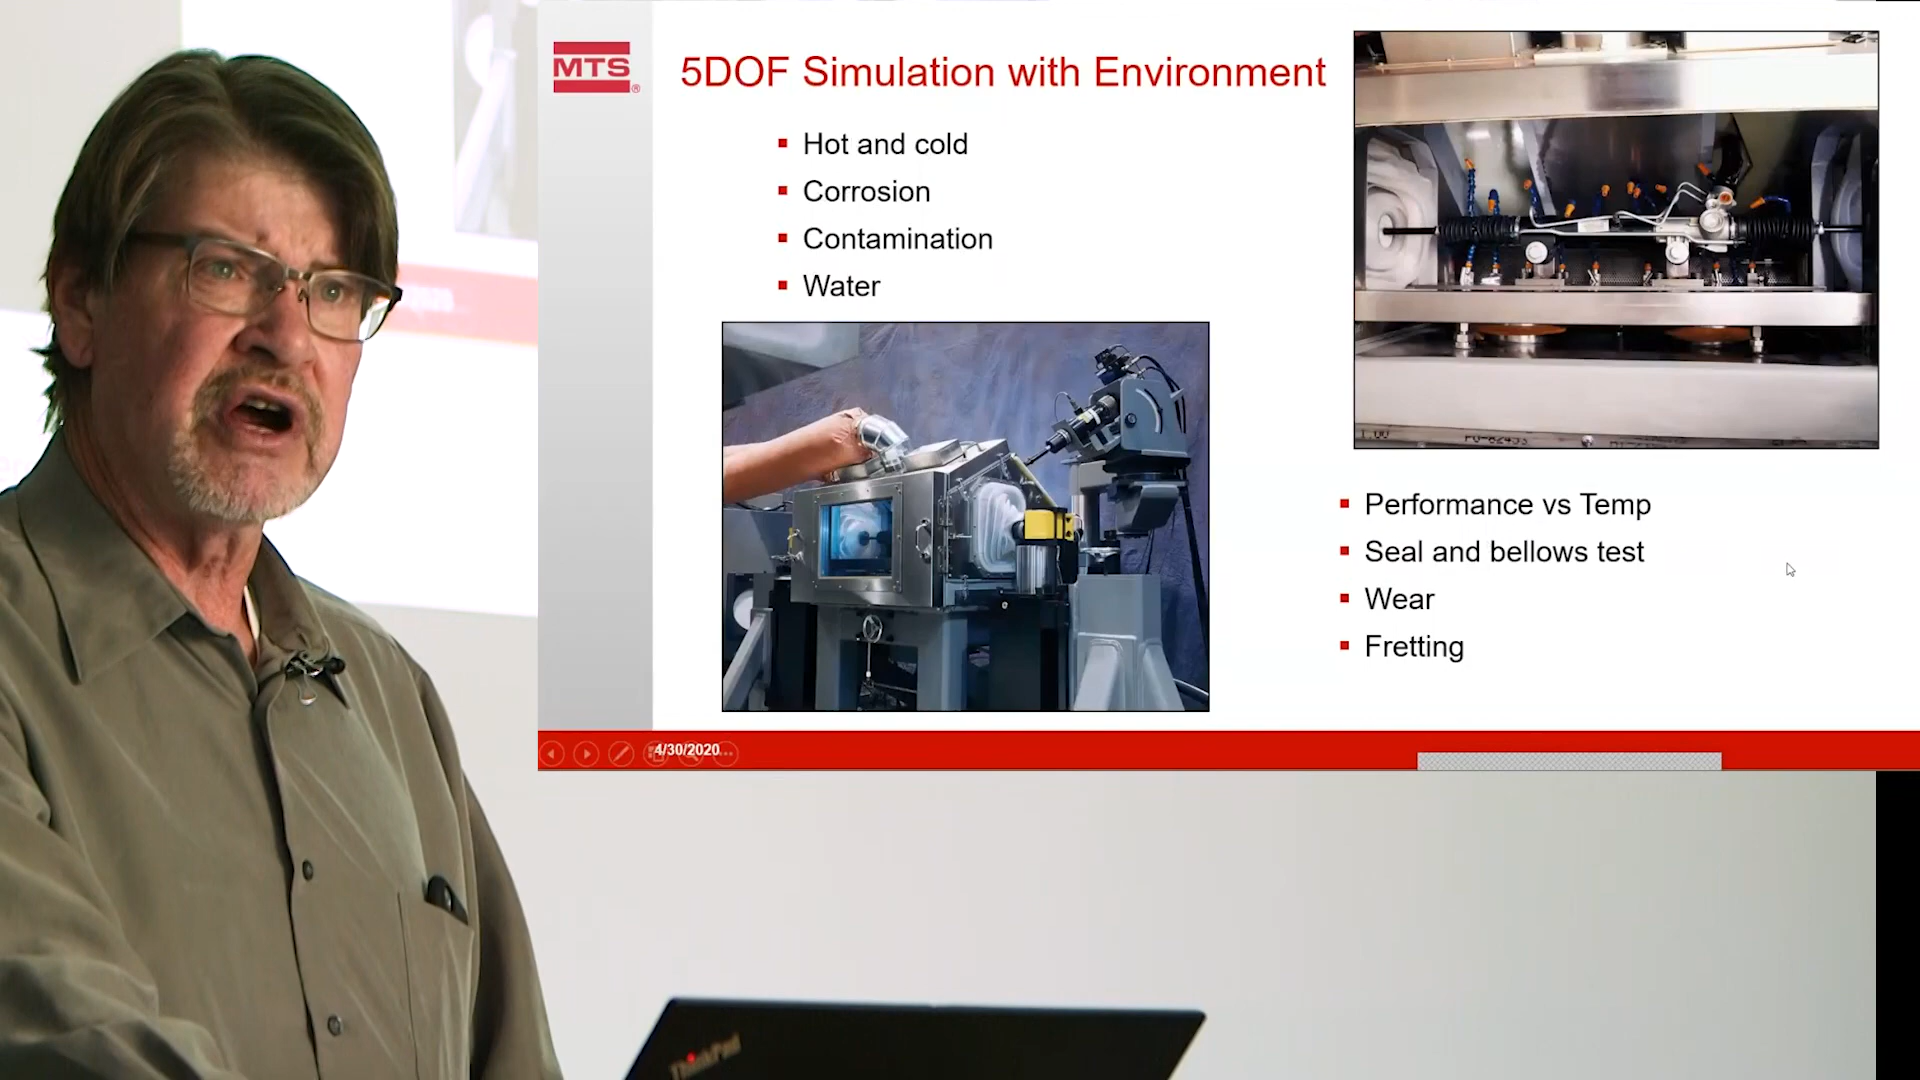 MTS
®
5DOF Simulation with Environment
Hot and cold
Corrosion
Contamination
Water
Performance vs Temp
Seal and bellows test
Wear
Fretting
4/30/2020
ThinkPad